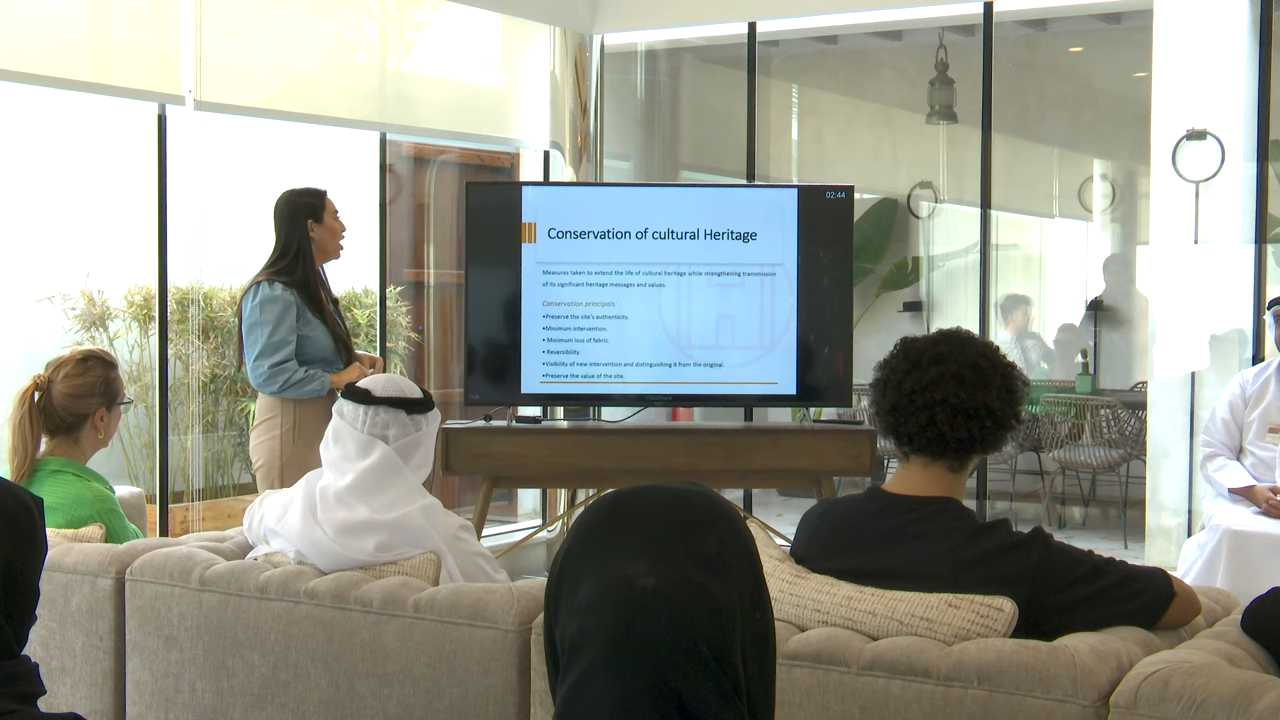 02:44
Conservation of cultural Heritage
Measures taken to extend the life of cultural heritage while strengthening transmission
of its significant heritage messages and values.
Conservation principals:
•Preserve the site's authenticity.
•Minimum intervention.
• Minimum loss of fabric.
• Reversibility.
•Visibility of new intervention and distinguishing it from the original.
•Preserve the value of the site.